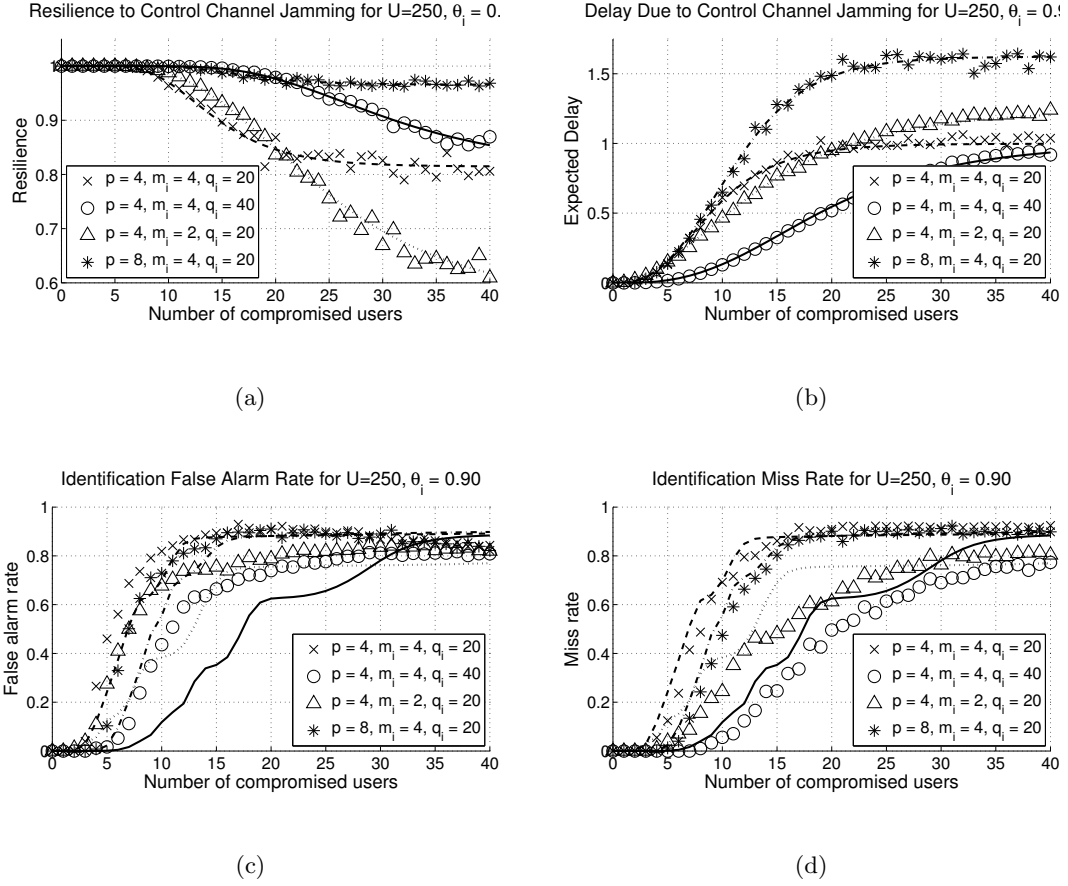 Resilience to Control Channel Jamming for U=250, θi = 0.
Resilience
1
0.9
0.8
0.7
0.6
p = 4, mi = 4, qi = 20
p = 4, mi = 4, qi = 40
p = 4, mi = 2, qi = 20
p = 8, mi = 4, qi = 20
0 5 10 15 20 25 30 35 40
Number of compromised users
(a)
Delay Due to Control Channel Jamming for U=250, θi = 0.9
Expected Delay
1.5
1
0.5
0
p = 4, mi = 4, qi = 20
p = 4, mi = 4, qi = 40
p = 4, mi = 2, qi = 20
p = 8, mi = 4, qi = 20
0 5 10 15 20 25 30 35 40
Number of compromised users
(b)
Identification False Alarm Rate for U=250, θi = 0.90
False alarm rate
1
0.8
0.6
0.4
0.2
0
p = 4, mi = 4, qi = 20
p = 4, mi = 4, qi = 40
p = 4, mi = 2, qi = 20
p = 8, mi = 4, qi = 20
0 5 10 15 20 25 30 35 40
Number of compromised users
(c)
Identification Miss Rate for U=250, θi = 0.90
Miss rate
1
0.8
0.6
0.4
0.2
0
p = 4, mi = 4, qi = 20
p = 4, mi = 4, qi = 40
p = 4, mi = 2, qi = 20
p = 8, mi = 4, qi = 20
0 5 10 15 20 25 30 35 40
Number of compromised users
(d)